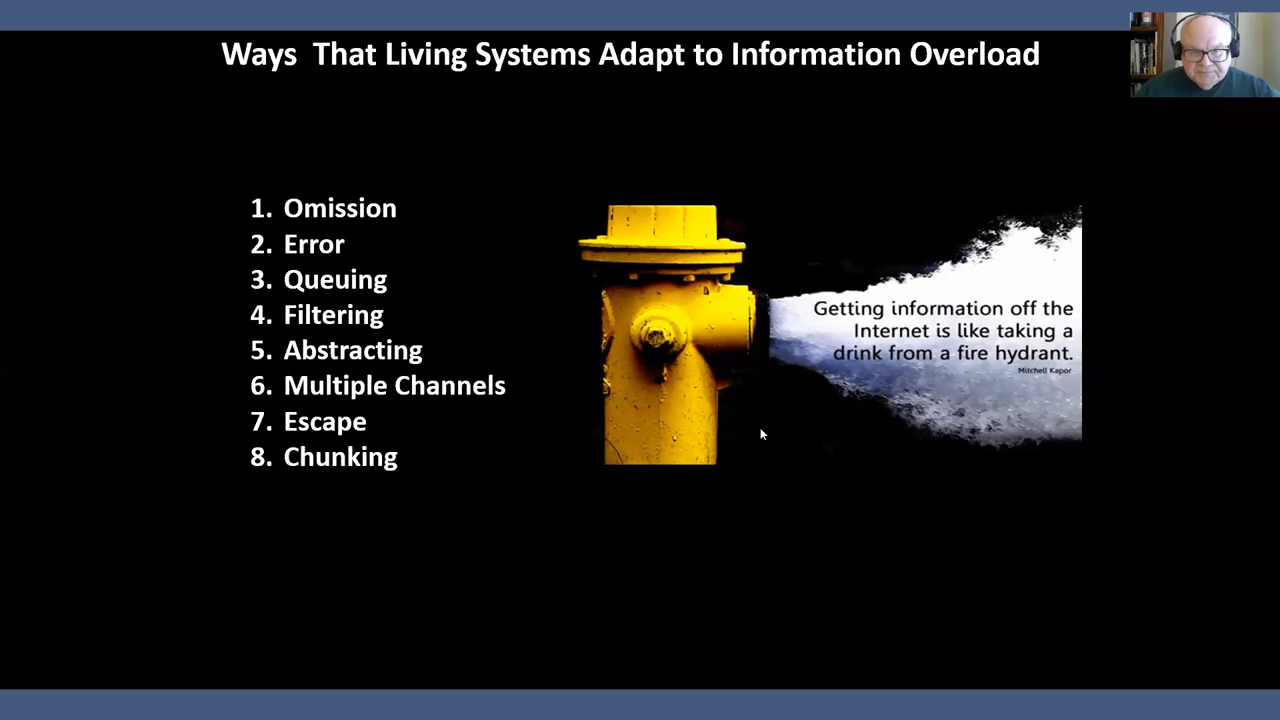 Ways  That Living Systems Adapt to Information Overload
1. Omission
2. Error
3. Queuing
4. Filtering
5. Abstracting
6. Multiple Channels
7. Escape
8. Chunking
Getting information off the
Internet is like taking a
drink from a fire hydrant.
Mitchell Kapor